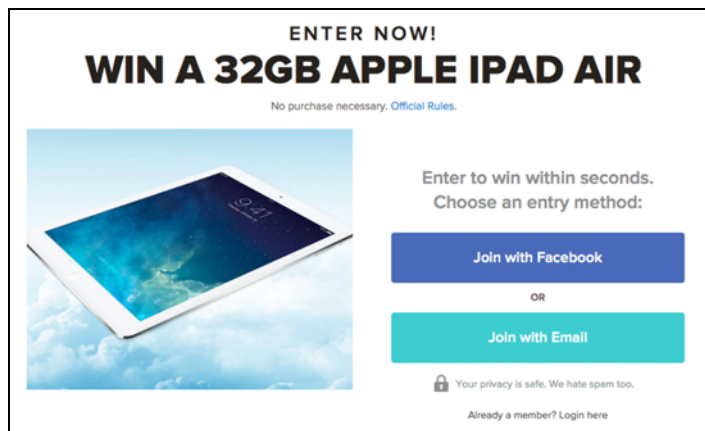 ENTER NOW!
WIN A 32GB APPLE IPAD AIR
No purchase necessary. Official Rules.
9:41
Enter to win within seconds.
Choose an entry method:
Join with Facebook
OR
Join with Email
Your privacy is safe. We hate spam too.
Already a member? Login here